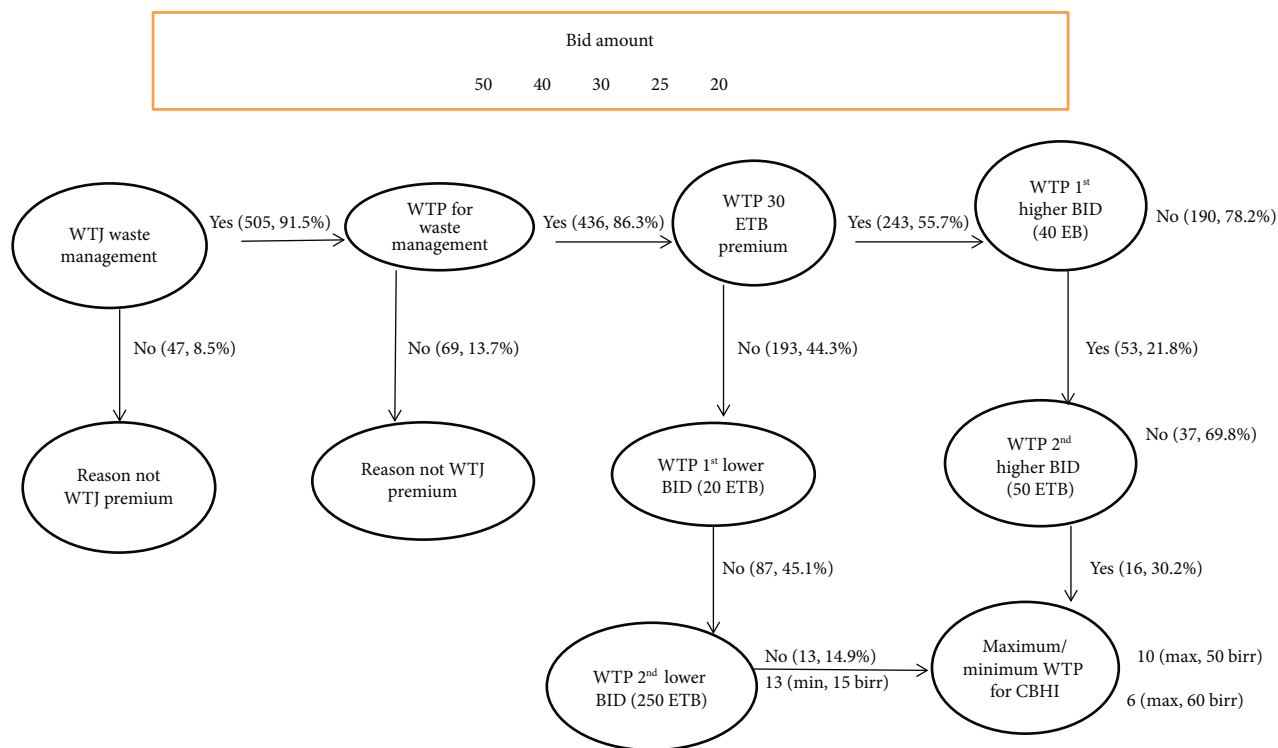 Bid amount
50 40 30 25 20
WTJ waste
management
Yes (505, 91.5%)
WTP for
waste
management
Yes (436, 86.3%)
WTP 30
ETB
premium
Yes (243, 55.7%)
WTP 1st
higher BID
(40 EB)
No (190, 78.2%)
No (47, 8.5%)
No (69, 13.7%)
No (193, 44.3%)
Yes (53, 21.8%)
Reason not
WTJ premium
Reason not WTJ
premium
WTP 1st lower
BID (20 ETB)
WTP 2nd
higher BID
(50 ETB)
No (37, 69.8%)
No (87, 45.1%)
Yes (16, 30.2%)
WTP 2nd lower
BID (250 ETB)
No (13, 14.9%)
13 (min, 15 birr)
Maximum/
minimum WTP
for CBHI
10 (max, 50 birr)
6 (max, 60 birr)